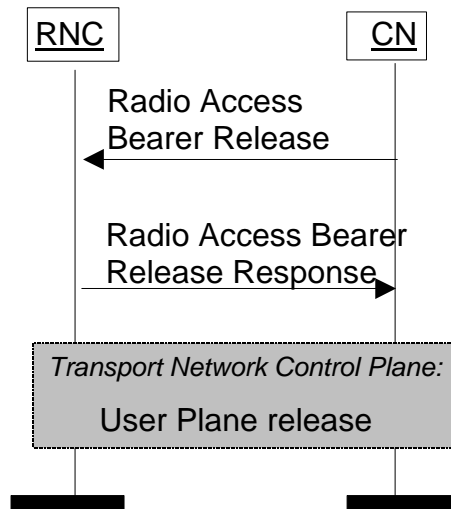 RNC
CN
Radio Access
Bearer Release
Radio Access Bearer
Release Response
Transport Network Control Plane:
User Plane release